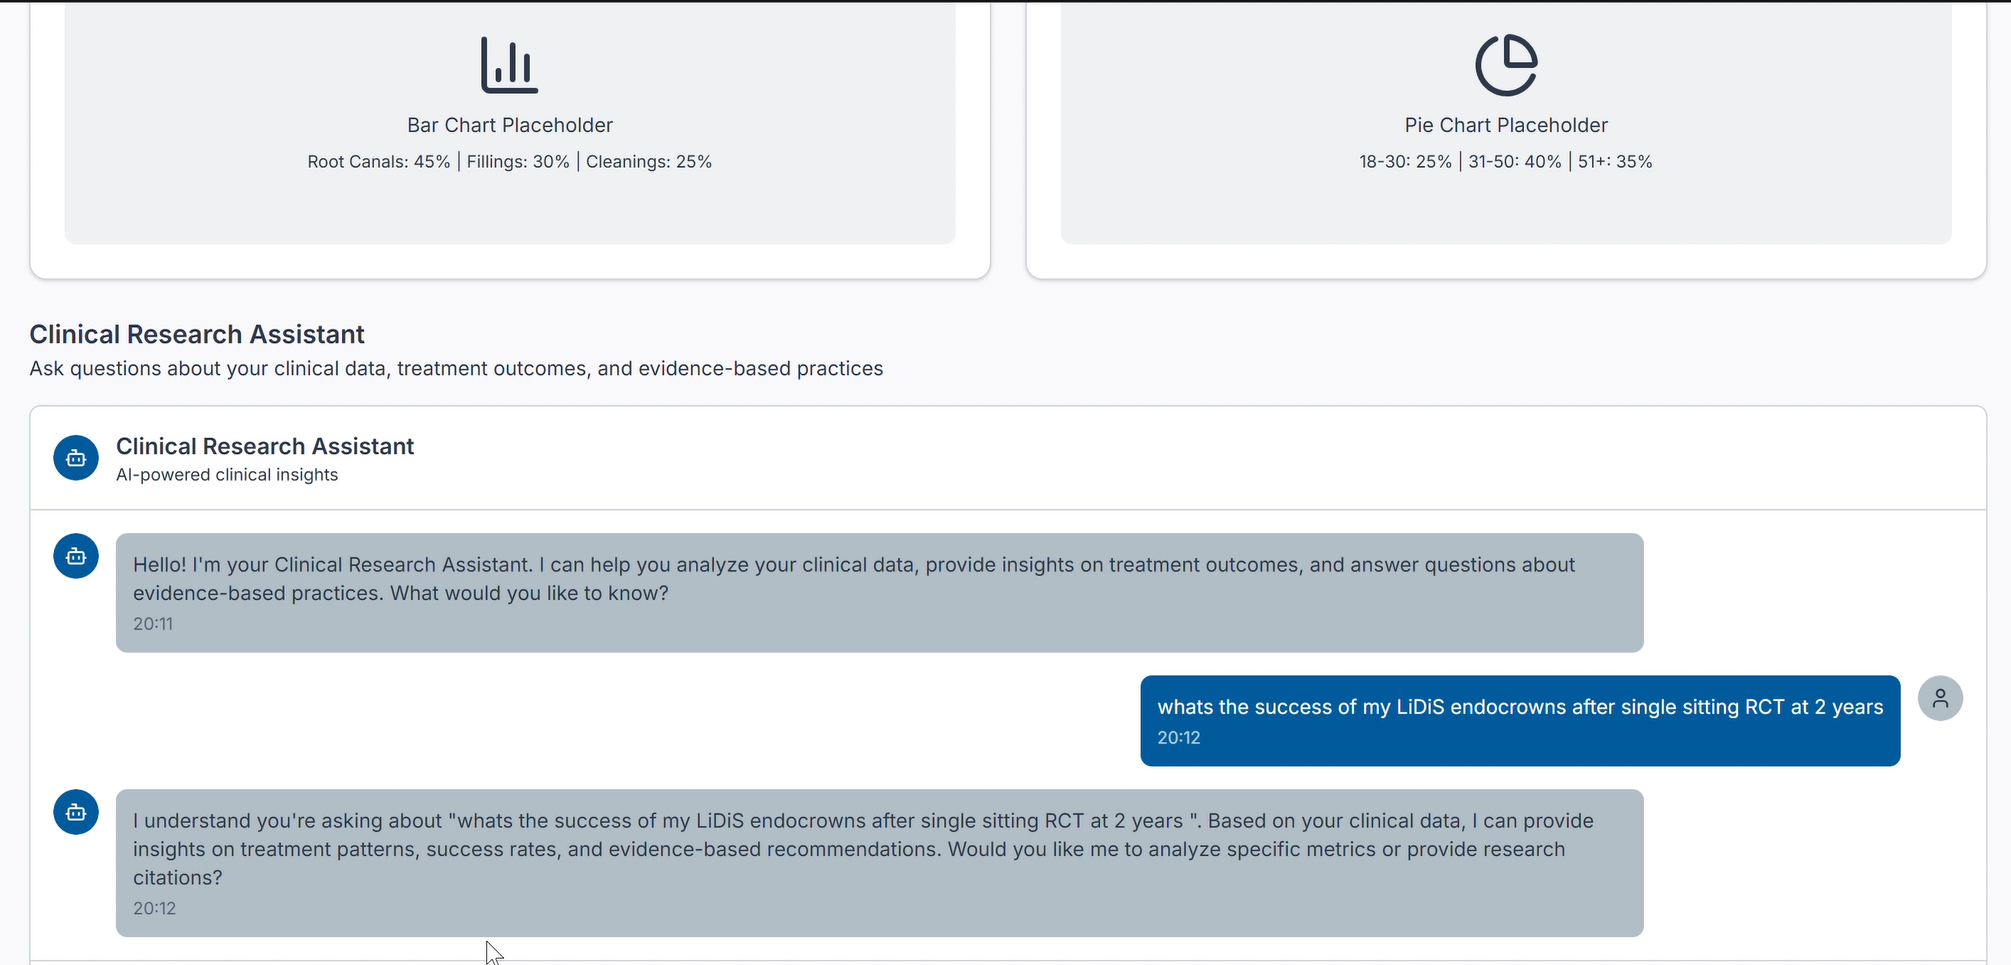 Bar Chart Placeholder
Root Canals: 45% | Fillings: 30% | Cleanings: 25%
Pie Chart Placeholder
18-30: 25% | 31-50: 40% | 51+: 35%
Clinical Research Assistant
Ask questions about your clinical data, treatment outcomes, and evidence-based practices
Clinical Research Assistant
AI-powered clinical insights
Hello! I'm your Clinical Research Assistant. I can help you analyze your clinical data, provide insights on treatment outcomes, and answer questions about
evidence-based practices. What would you like to know?
20:11
whats the success of my LiDiS endocrowns after single sitting RCT at 2 years
20:12
I understand you're asking about "whats the success of my LiDiS endocrowns after single sitting RCT at 2 years ". Based on your clinical data, I can provide
insights on treatment patterns, success rates, and evidence-based recommendations. Would you like me to analyze specific metrics or provide research
citations?
20:12